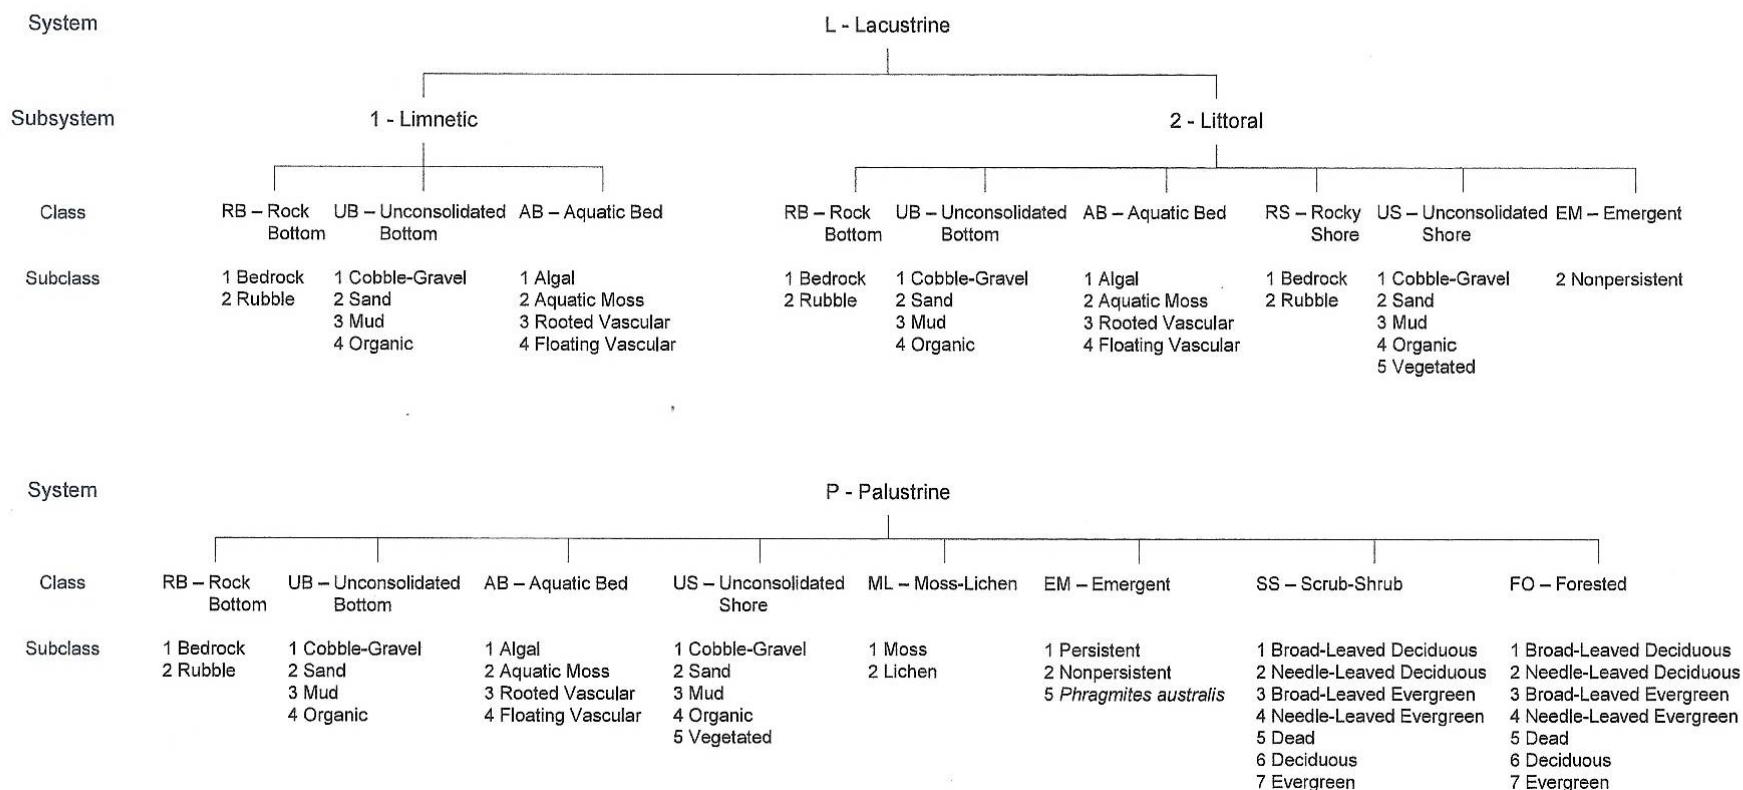 System L - Lacustrine
Subsystem 1 - Limnetic 2 - Littoral
Class RB – Rock UB – Unconsolidated AB – Aquatic Bed RB – Rock UB – Unconsolidated AB – Aquatic Bed RS – Rocky US – Unconsolidated EM – Emergent
Bottom Bottom Bottom Bottom Shore Shore
Subclass 1 Bedrock 1 Cobble-Gravel 1 Algal 1 Bedrock 1 Cobble-Gravel 1 Algal 1 Bedrock 1 Cobble-Gravel 2 Nonpersistent
2 Rubble 2 Sand 2 Aquatic Moss 2 Rubble 2 Sand 2 Aquatic Moss 2 Rubble 2 Sand
3 Mud 3 Rooted Vascular 3 Mud 3 Rooted Vascular 3 Mud
4 Organic 4 Floating Vascular 4 Organic 4 Floating Vascular 4 Organic
5 Vegetated
System P - Palustrine
Class RB – Rock UB – Unconsolidated AB – Aquatic Bed US – Unconsolidated ML – Moss-Lichen EM – Emergent SS – Scrub-Shrub FO – Forested
Bottom Bottom Shore
Subclass 1 Bedrock 1 Cobble-Gravel 1 Algal 1 Cobble-Gravel 1 Moss 1 Persistent 1 Broad-Leaved Deciduous 1 Broad-Leaved Deciduous
2 Rubble 2 Sand 2 Aquatic Moss 2 Sand 2 Lichen 2 Nonpersistent 2 Needle-Leaved Deciduous 2 Needle-Leaved Deciduous
3 Mud 3 Rooted Vascular 3 Mud 5 Phragmites australis 3 Broad-Leaved Evergreen 3 Broad-Leaved Evergreen
4 Organic 4 Floating Vascular 4 Organic 4 Needle-Leaved Evergreen 4 Needle-Leaved Evergreen
5 Vegetated 5 Dead 5 Dead
6 Deciduous 6 Deciduous
7 Evergreen 7 Evergreen